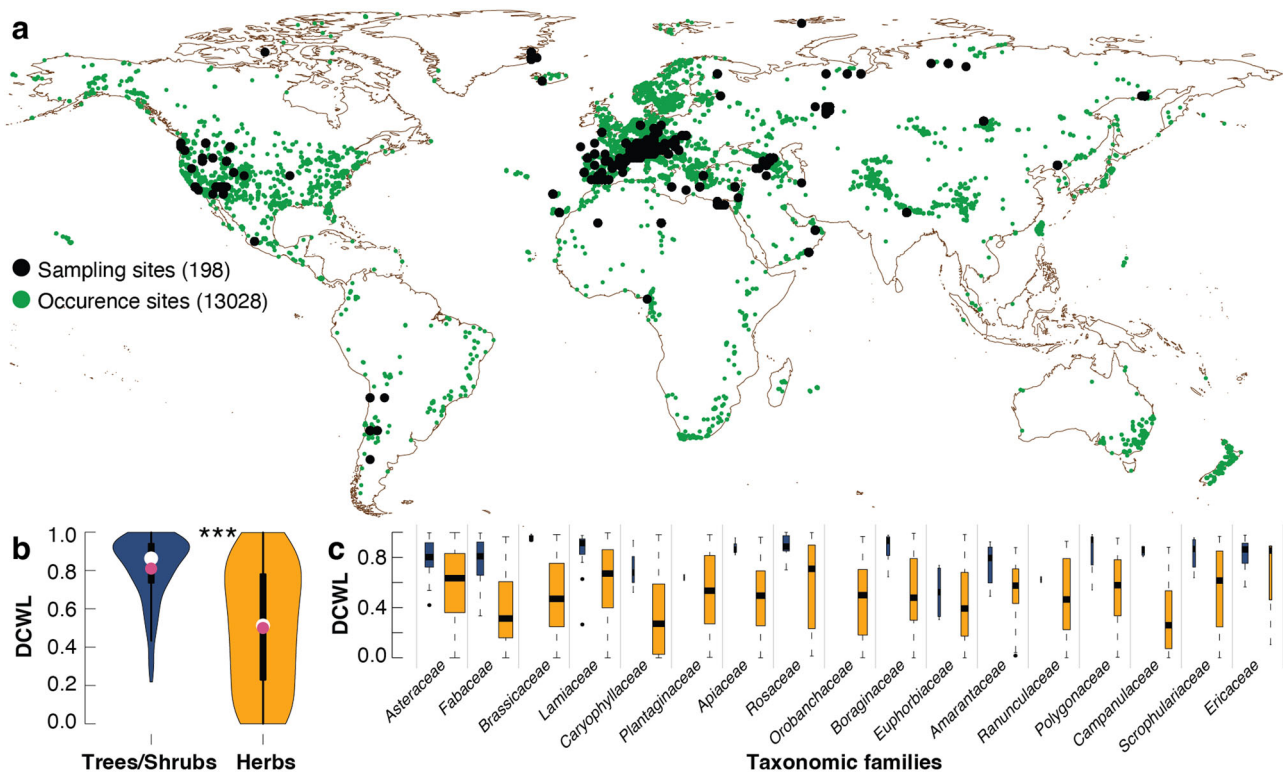 a
Sampling sites (198)
Occurence sites (13028)
b
DCWL
1.0
0.8
0.6
0.4
0.2
0.0
***
Trees/Shrubs
Herbs
c
DCWL
0.8
0.4
0.0
Asteraceae
Fabaceae
Brassicaceae
Lamiaceae
Caryophyllaceae
Plantaginaceae
Apiaceae
Rosaceae
Orobanchaceae
Boraginaceae
Euphorbiaceae
Amarantaceae
Ranunculaceae
Polygonaceae
Campanulaceae
Scrophulariaceae
Ericaceae
Taxonomic families